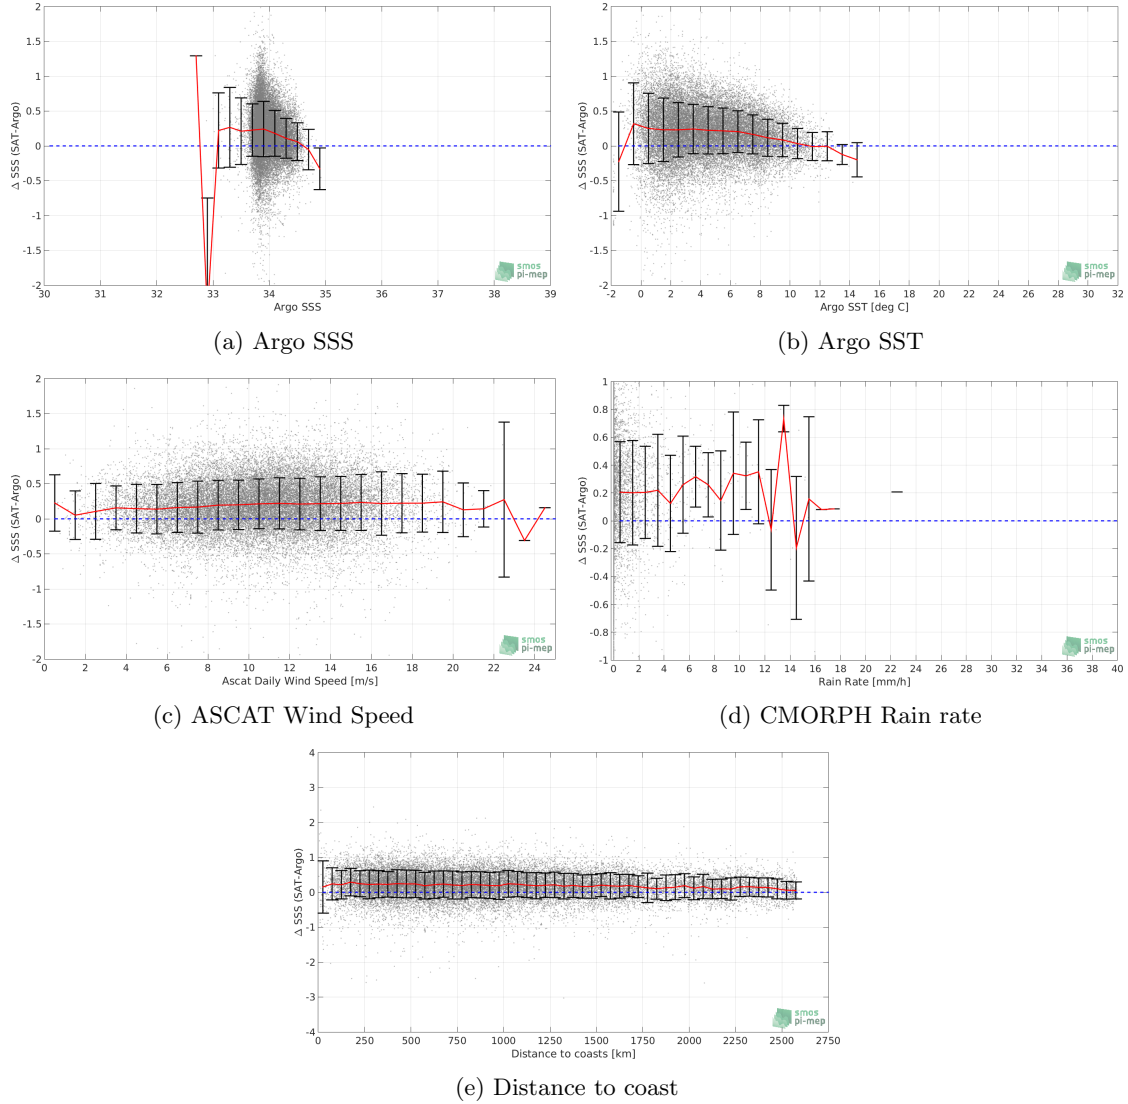 2
1.5
1
0.5
0
-0.5
-1
-1.5
-2
Δ SSS (SAT-Argo)
30 31 32 33 34 35 36 37 38 39
Argo SSS
smos
pi-mep
(a) Argo SSS
2
1.5
1
0.5
0
-0.5
-1
-1.5
-2
Δ SSS (SAT-Argo)
-2 0 2 4 6 8 10 12 14 16 18 20 22 24 26 28 30 32
Argo SST [deg C]
smos
pi-mep
(b) Argo SST
2
1.5
1
0.5
0
-0.5
-1
-1.5
-2
Δ SSS (SAT-Argo)
0 2 4 6 8 10 12 14 16 18 20 22 24
Ascat Daily Wind Speed [m/s]
smos
pi-mep
(c) ASCAT Wind Speed
1
0.8
0.6
0.4
0.2
0
-0.2
-0.4
-0.6
-0.8
-1
Δ SSS (SAT-Argo)
0 2 4 6 8 10 12 14 16 18 20 22 24 26 28 30 32 34 36 38 40
Rain Rate [mm/h]
smos
pi-mep
(d) CMORPH Rain rate
4
3
2
1
0
-1
-2
-3
-4
Δ SSS (SAT-Argo)
0 250 500 750 1000 1250 1500 1750 2000 2250 2500 2750
Distance to coasts [km]
smos
pi-mep
(e) Distance to coast